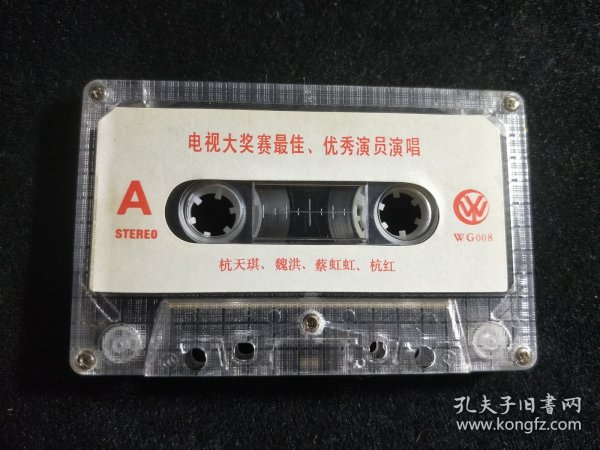 电视大奖赛最佳、优秀演员演唱
A
STEREO
WG008
杭天琪、魏洪、蔡虹虹、杭红
孔夫子旧书网
www.kongfz.com